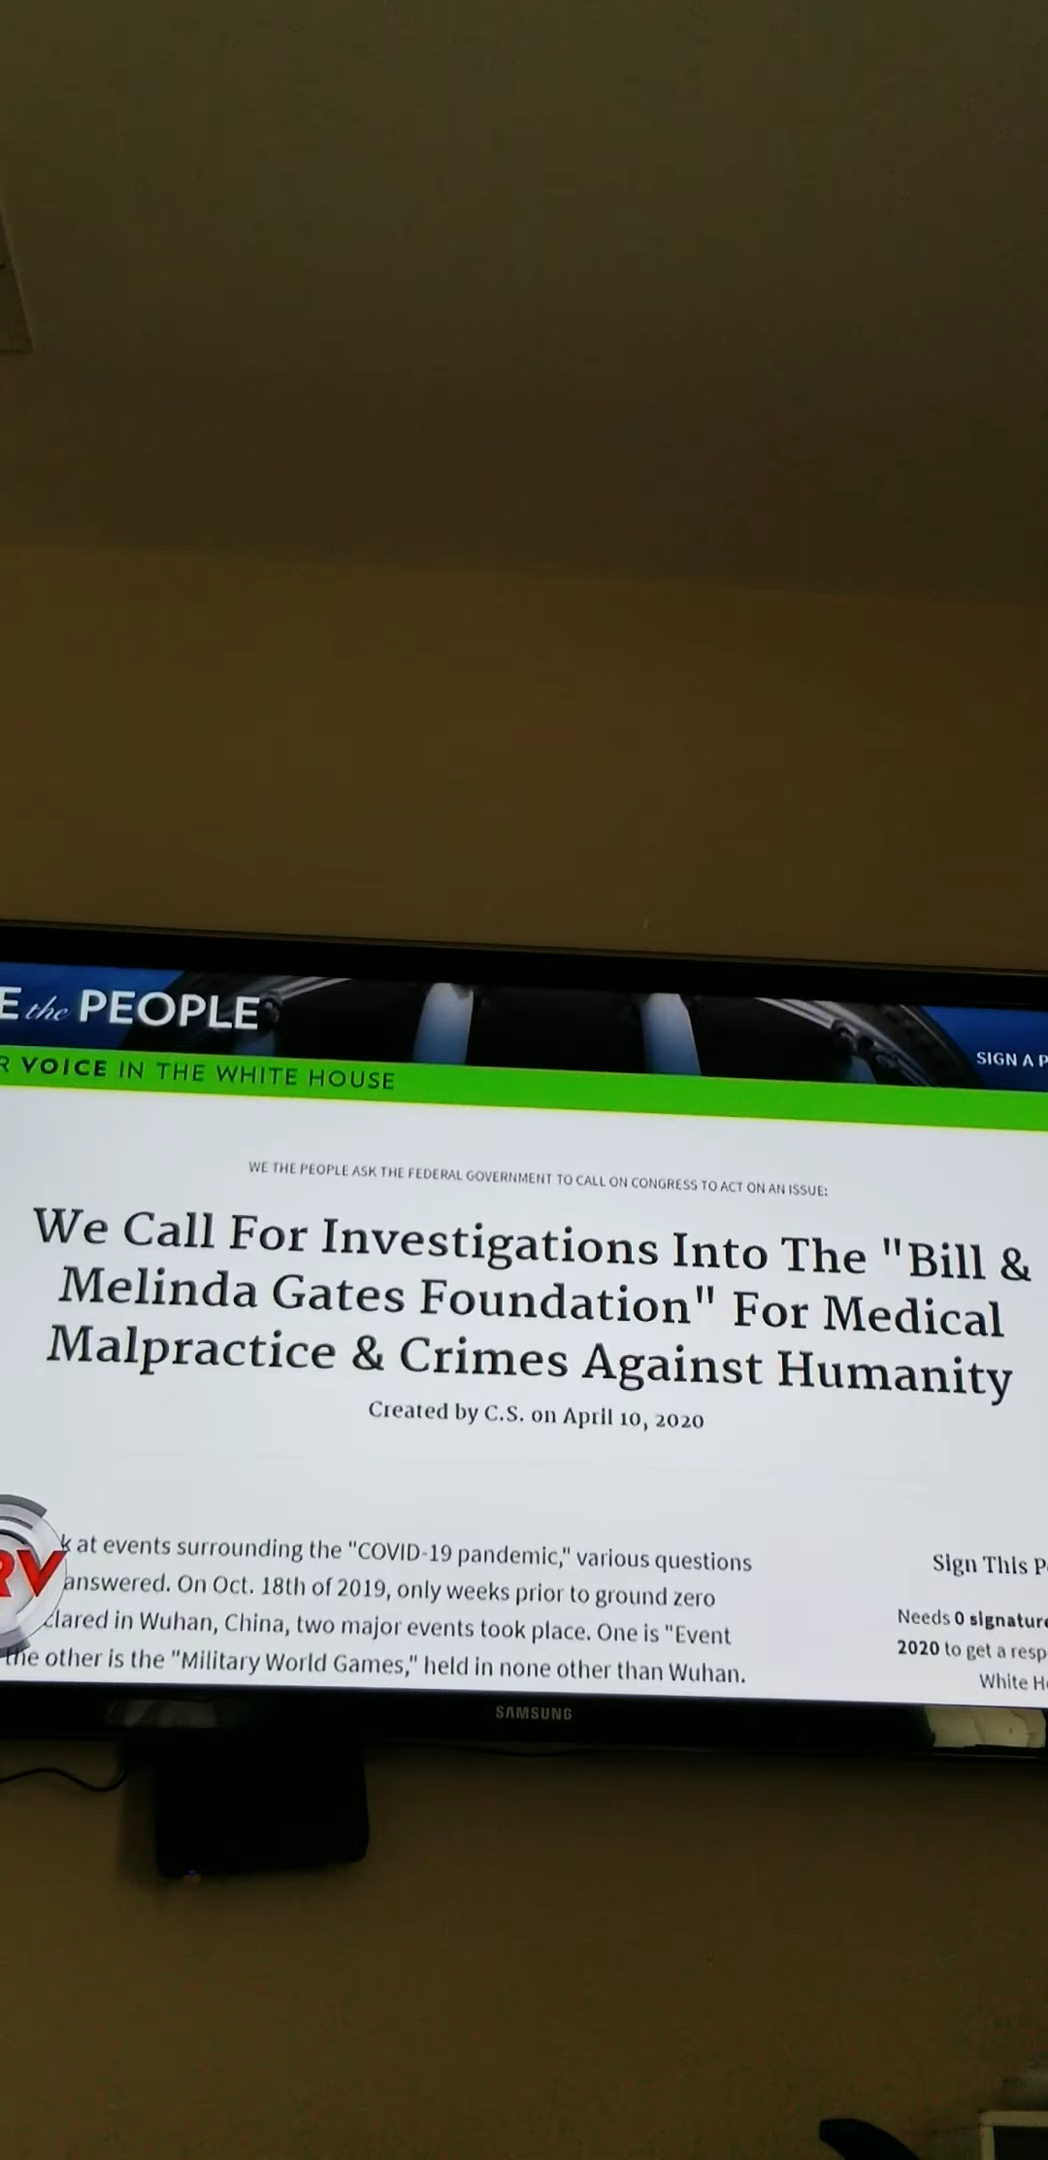 E the PEOPLE
SIGN A P
R VOICE IN THE WHITE HOUSE
WE THE PEOPLE ASK THE FEDERAL GOVERNMENT TO CALL ON CONGRESS TO ACT ON AN ISSUE:
We Call For Investigations Into The "Bill &
Melinda Gates Foundation" For Medical
Malpractice & Crimes Against Humanity
Created by C.S. on April 10, 2020
k at events surrounding the "COVID-19 pandemic," various questions
answered. On Oct. 18th of 2019, only weeks prior to ground zero
clared in Wuhan, China, two major events took place. One is "Event
the other is the "Military World Games," held in none other than Wuhan.
RV
Sign This P
Needs 0 signature
2020 to get a resp
White H
SAMSUNG